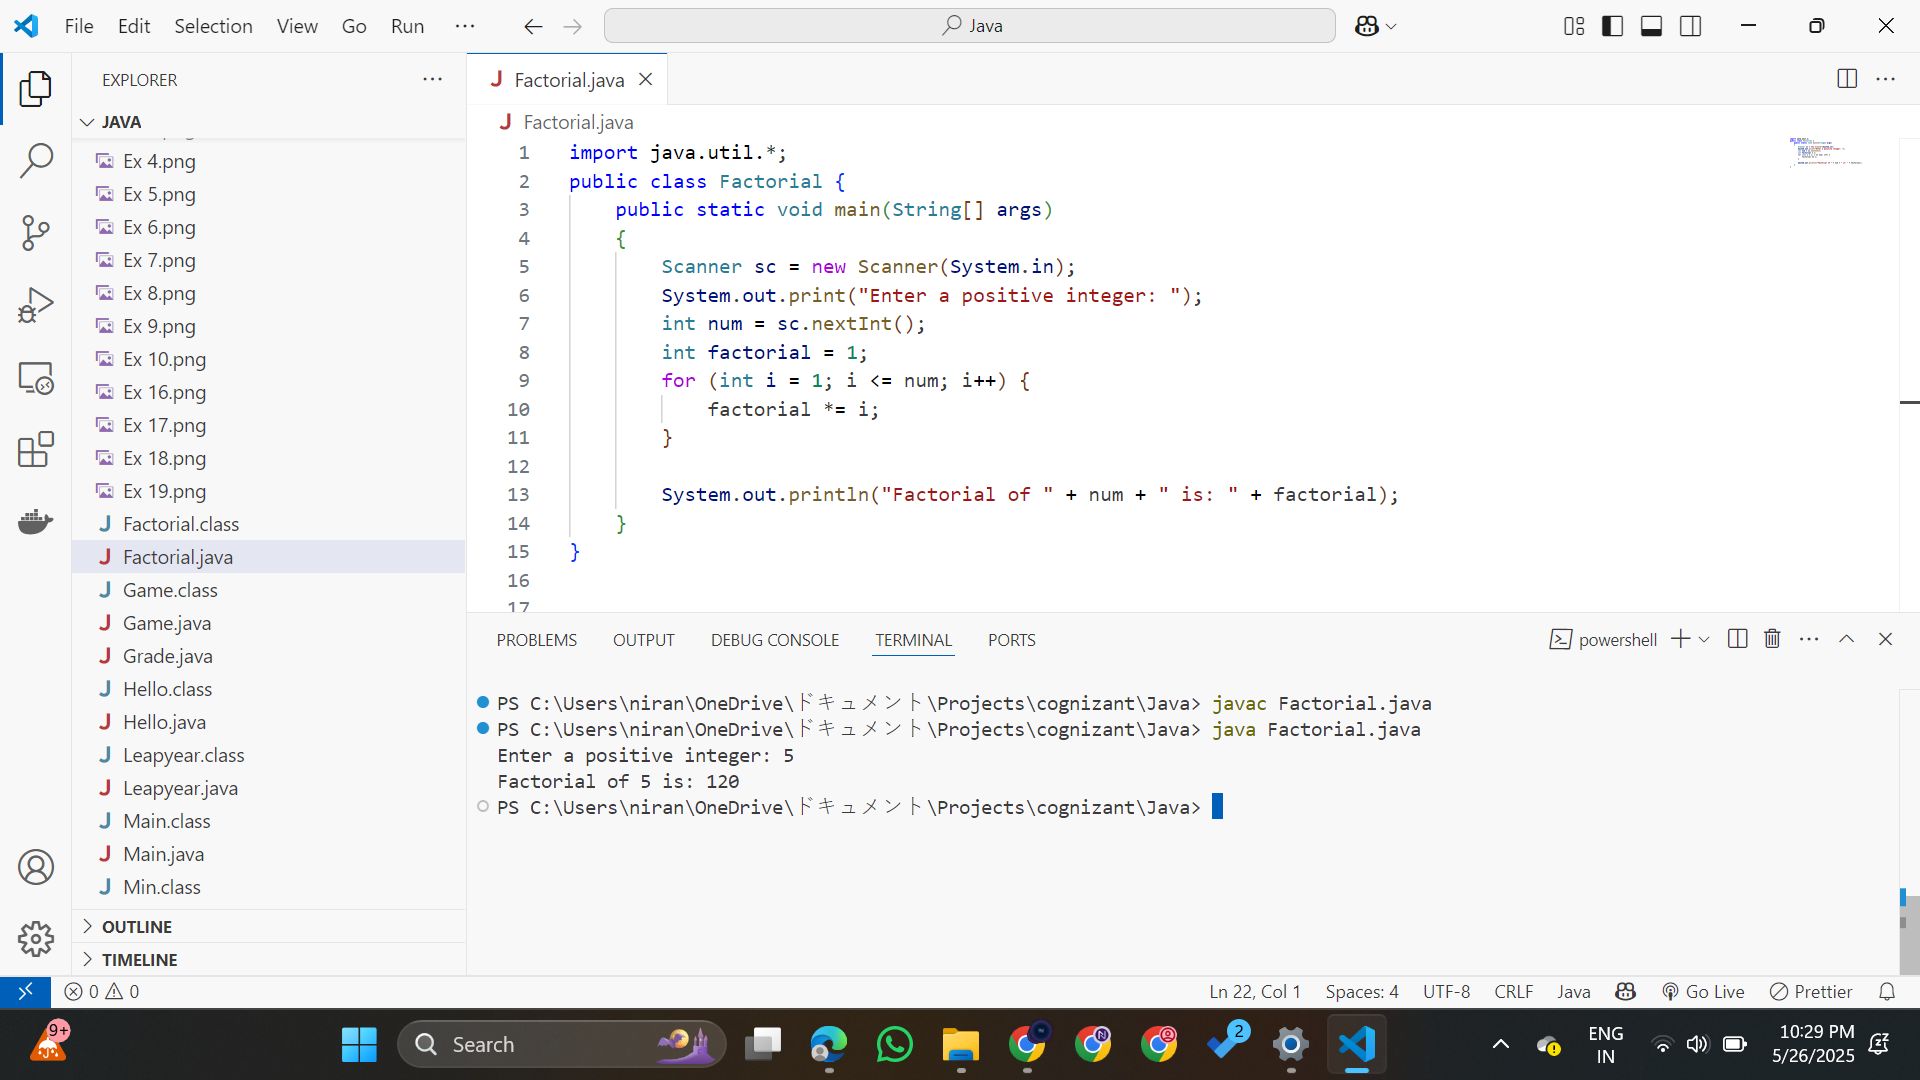 File Edit Selection View Go Run ···
Java
EXPLORER ···
JAVA
Ex 4.png
Ex 5.png
Ex 6.png
Ex 7.png
Ex 8.png
Ex 9.png
Ex 10.png
Ex 16.png
Ex 17.png
Ex 18.png
Ex 19.png
Factorial.class
Factorial.java
Game.class
Game.java
Grade.java
Hello.class
Hello.java
Leapyear.class
Leapyear.java
Main.class
Main.java
Min.class
OUTLINE
TIMELINE
J Factorial.java
J Factorial.java
1 import java.util.*;
2 public class Factorial {
3     public static void main(String[] args)
4     {
5         Scanner sc = new Scanner(System.in);
6         System.out.print("Enter a positive integer: ");
7         int num = sc.nextInt();
8         int factorial = 1;
9         for (int i = 1; i <= num; i++) {
10             factorial *= i;
11         }
12
13         System.out.println("Factorial of " + num + " is: " + factorial);
14     }
15 }
16
17
PROBLEMS OUTPUT DEBUG CONSOLE TERMINAL PORTS powershell
PS C:\Users\niran\OneDrive\ドキュメント\Projects\cognizant\Java> javac Factorial.java
PS C:\Users\niran\OneDrive\ドキュメント\Projects\cognizant\Java> java Factorial.java
Enter a positive integer: 5
Factorial of 5 is: 120
PS C:\Users\niran\OneDrive\ドキュメント\Projects\cognizant\Java>
0 0 Ln 22, Col 1 Spaces: 4 UTF-8 CRLF Java Go Live Prettier
9+
Search
2
ENG
IN
10:29 PM
5/26/2025